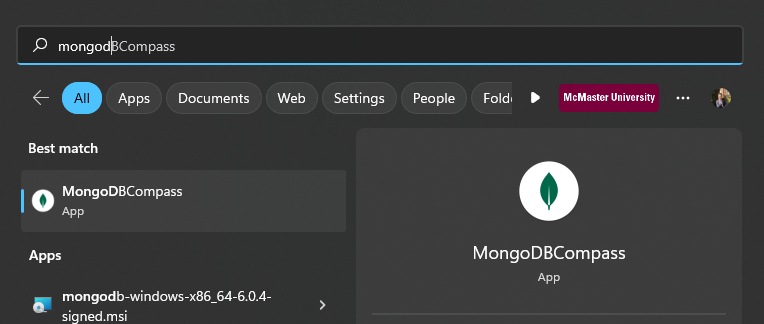 mongodBCompass
All
Apps
Documents
Web
Settings
People
Folde
McMaster University
Best match
MongoDBCompass
App
Apps
mongodb-windows-x86_64-6.0.4-
signed.msi
MongoDBCompass
App